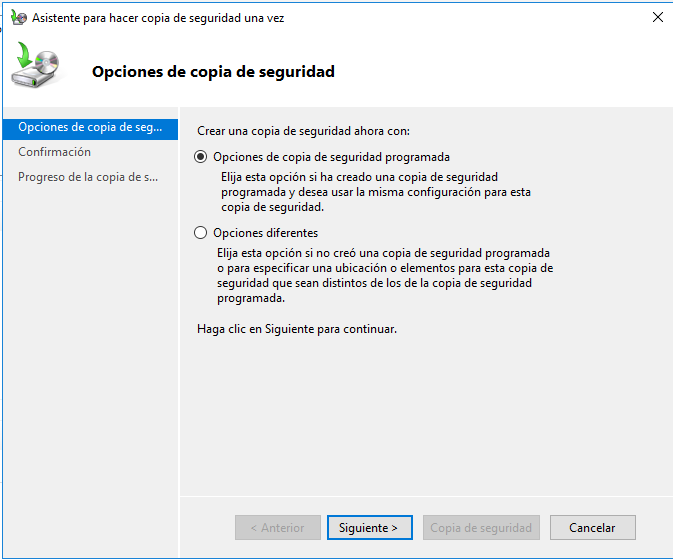 Asistente para hacer copia de seguridad una vez
Opciones de copia de seguridad
Opciones de copia de seg...
Confirmación
Progreso de la copia de s...
Crear una copia de seguridad ahora con:
Opciones de copia de seguridad programada
Elija esta opción si ha creado una copia de seguridad
programada y desea usar la misma configuración para esta
copia de seguridad.
Opciones diferentes
Elija esta opción si no creó una copia de seguridad programada
o para especificar una ubicación o elementos para esta copia de
seguridad que sean distintos de los de la copia de seguridad
programada.
Haga clic en Siguiente para continuar.
< Anterior
Siguiente >
Copia de seguridad
Cancelar